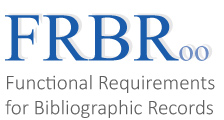 FRBRoo
Functional Requirements
for Bibliographic Records